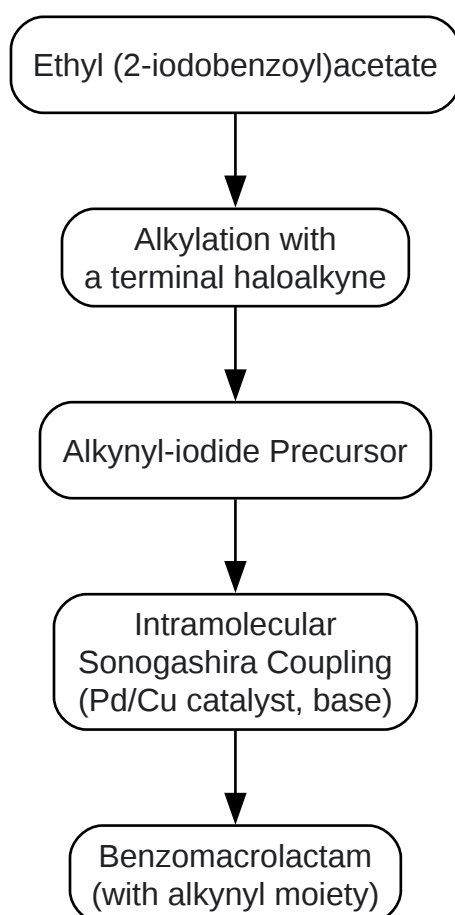 Ethyl (2-iodobenzoyl)acetate
Alkylation with
a terminal haloalkyne
Alkynyl-iodide Precursor
Intramolecular
Sonogashira Coupling
(Pd/Cu catalyst, base)
Benzomacrolactam
(with alkynyl moiety)